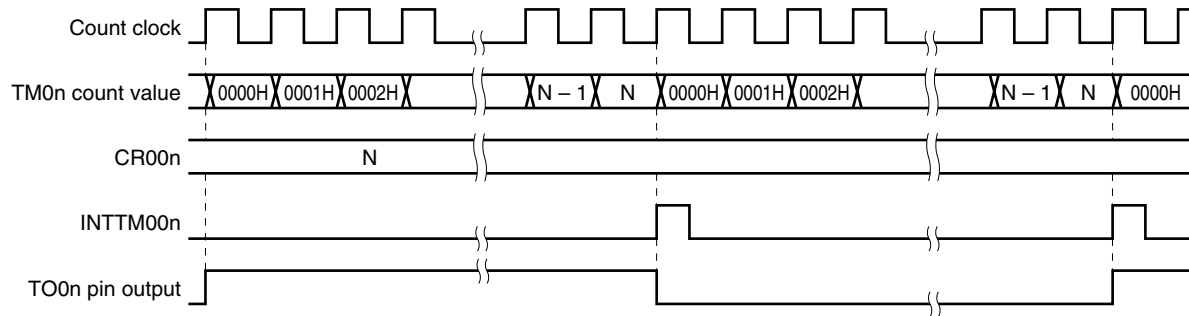 Count clock
TM0n count value 0000H 0001H 0002H N – 1 N 0000H 0001H 0002H N – 1 N 0000H
CR00n N
INTTM00n
TO0n pin output